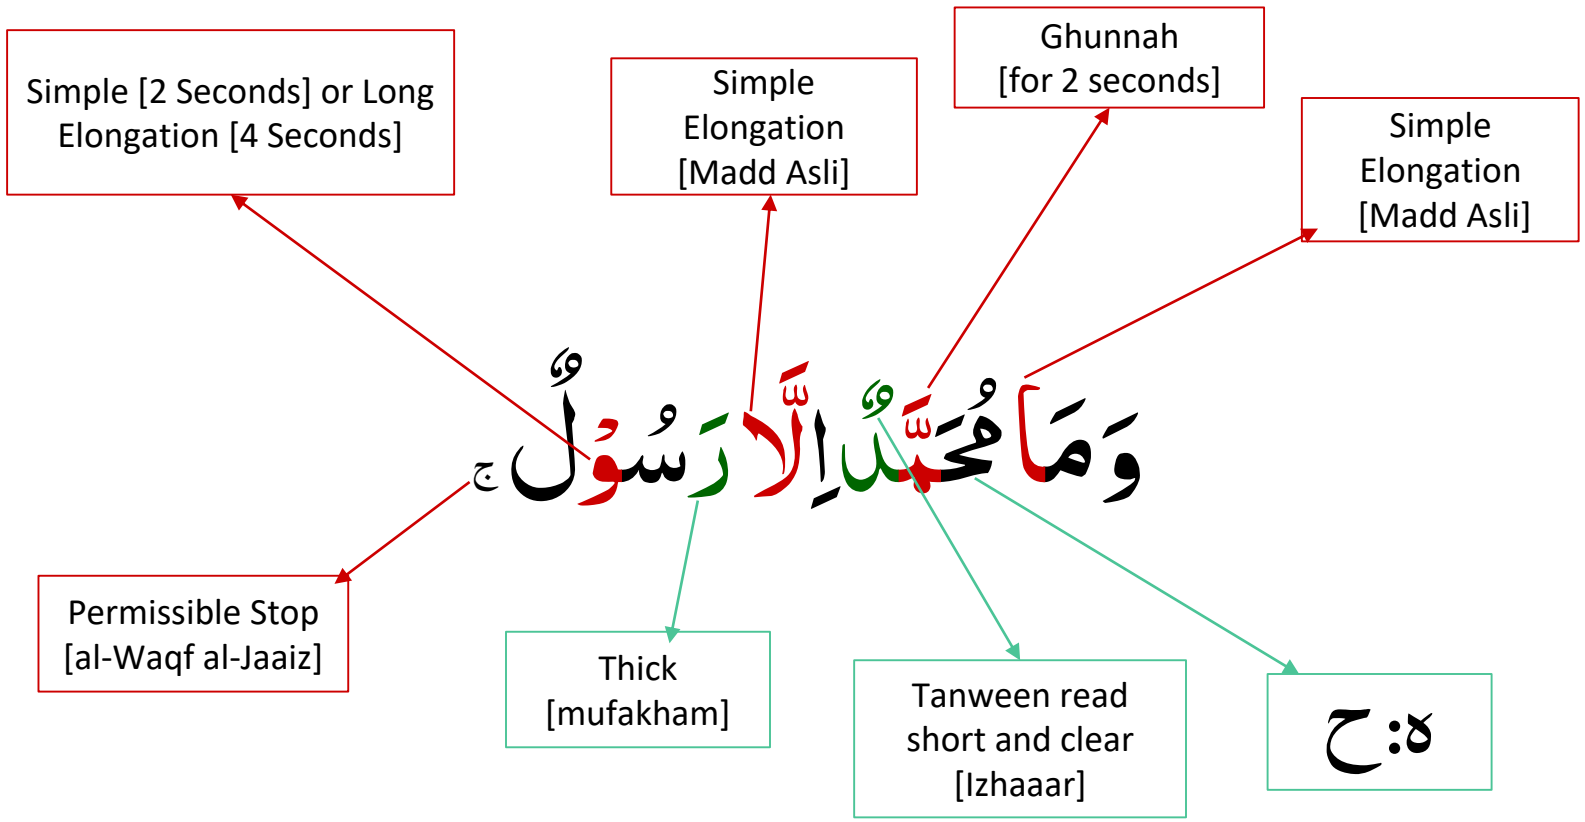 Ghunnah
[for 2 seconds]
Simple
Elongation
[Madd Asli]
Simple [2 Seconds] or Long
Elongation [4 Seconds]
Simple
Elongation
[Madd Asli]
وَمَا مُحَمَّدٌ اِلَّا رَسُوْلٌ ج
Permissible Stop
[al-Waqf al-Jaaiz]
Thick
[mufakham]
Tanween read
short and clear
[Izhaaar]
ه:ح